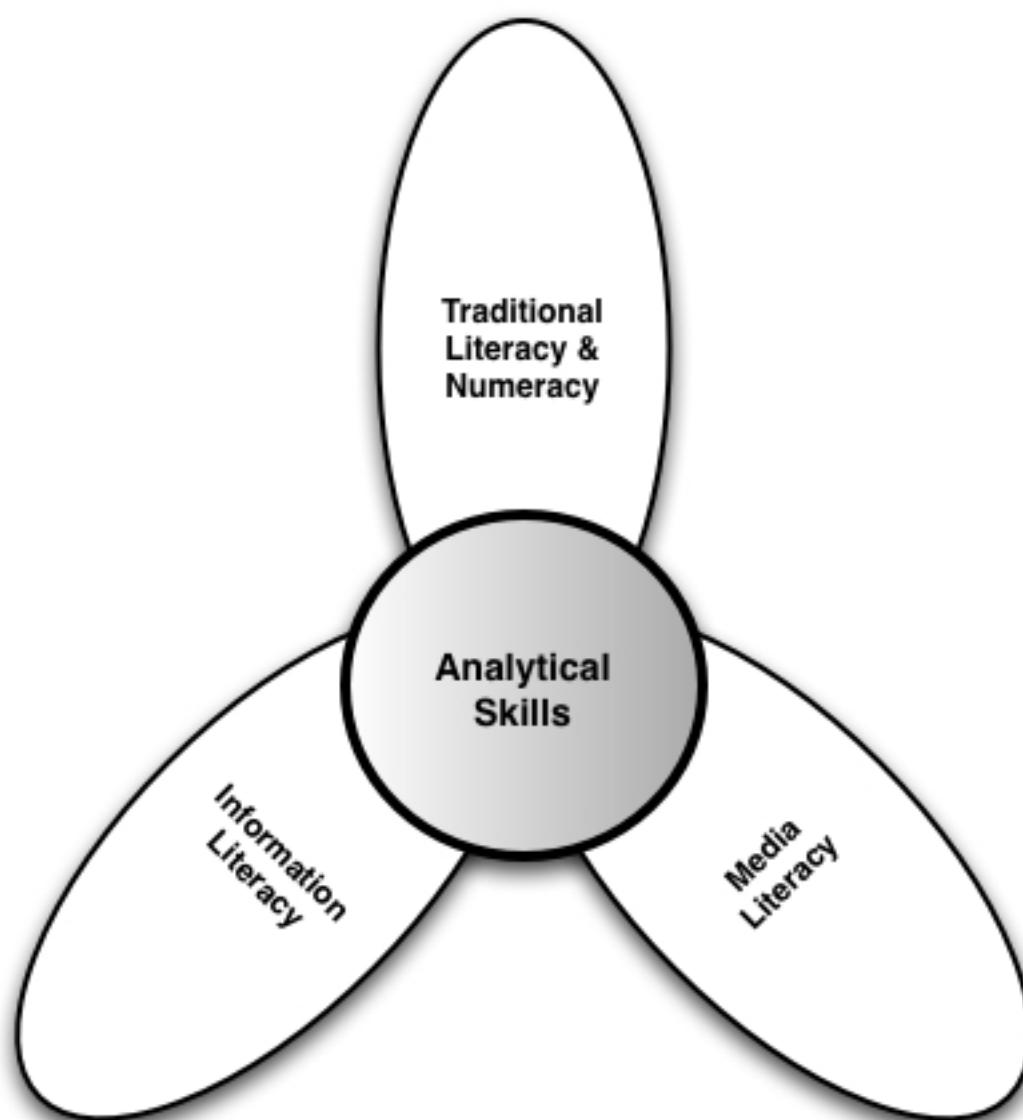 Traditional
Literacy &
Numeracy
Analytical
Skills
Information
Literacy
Media
Literacy